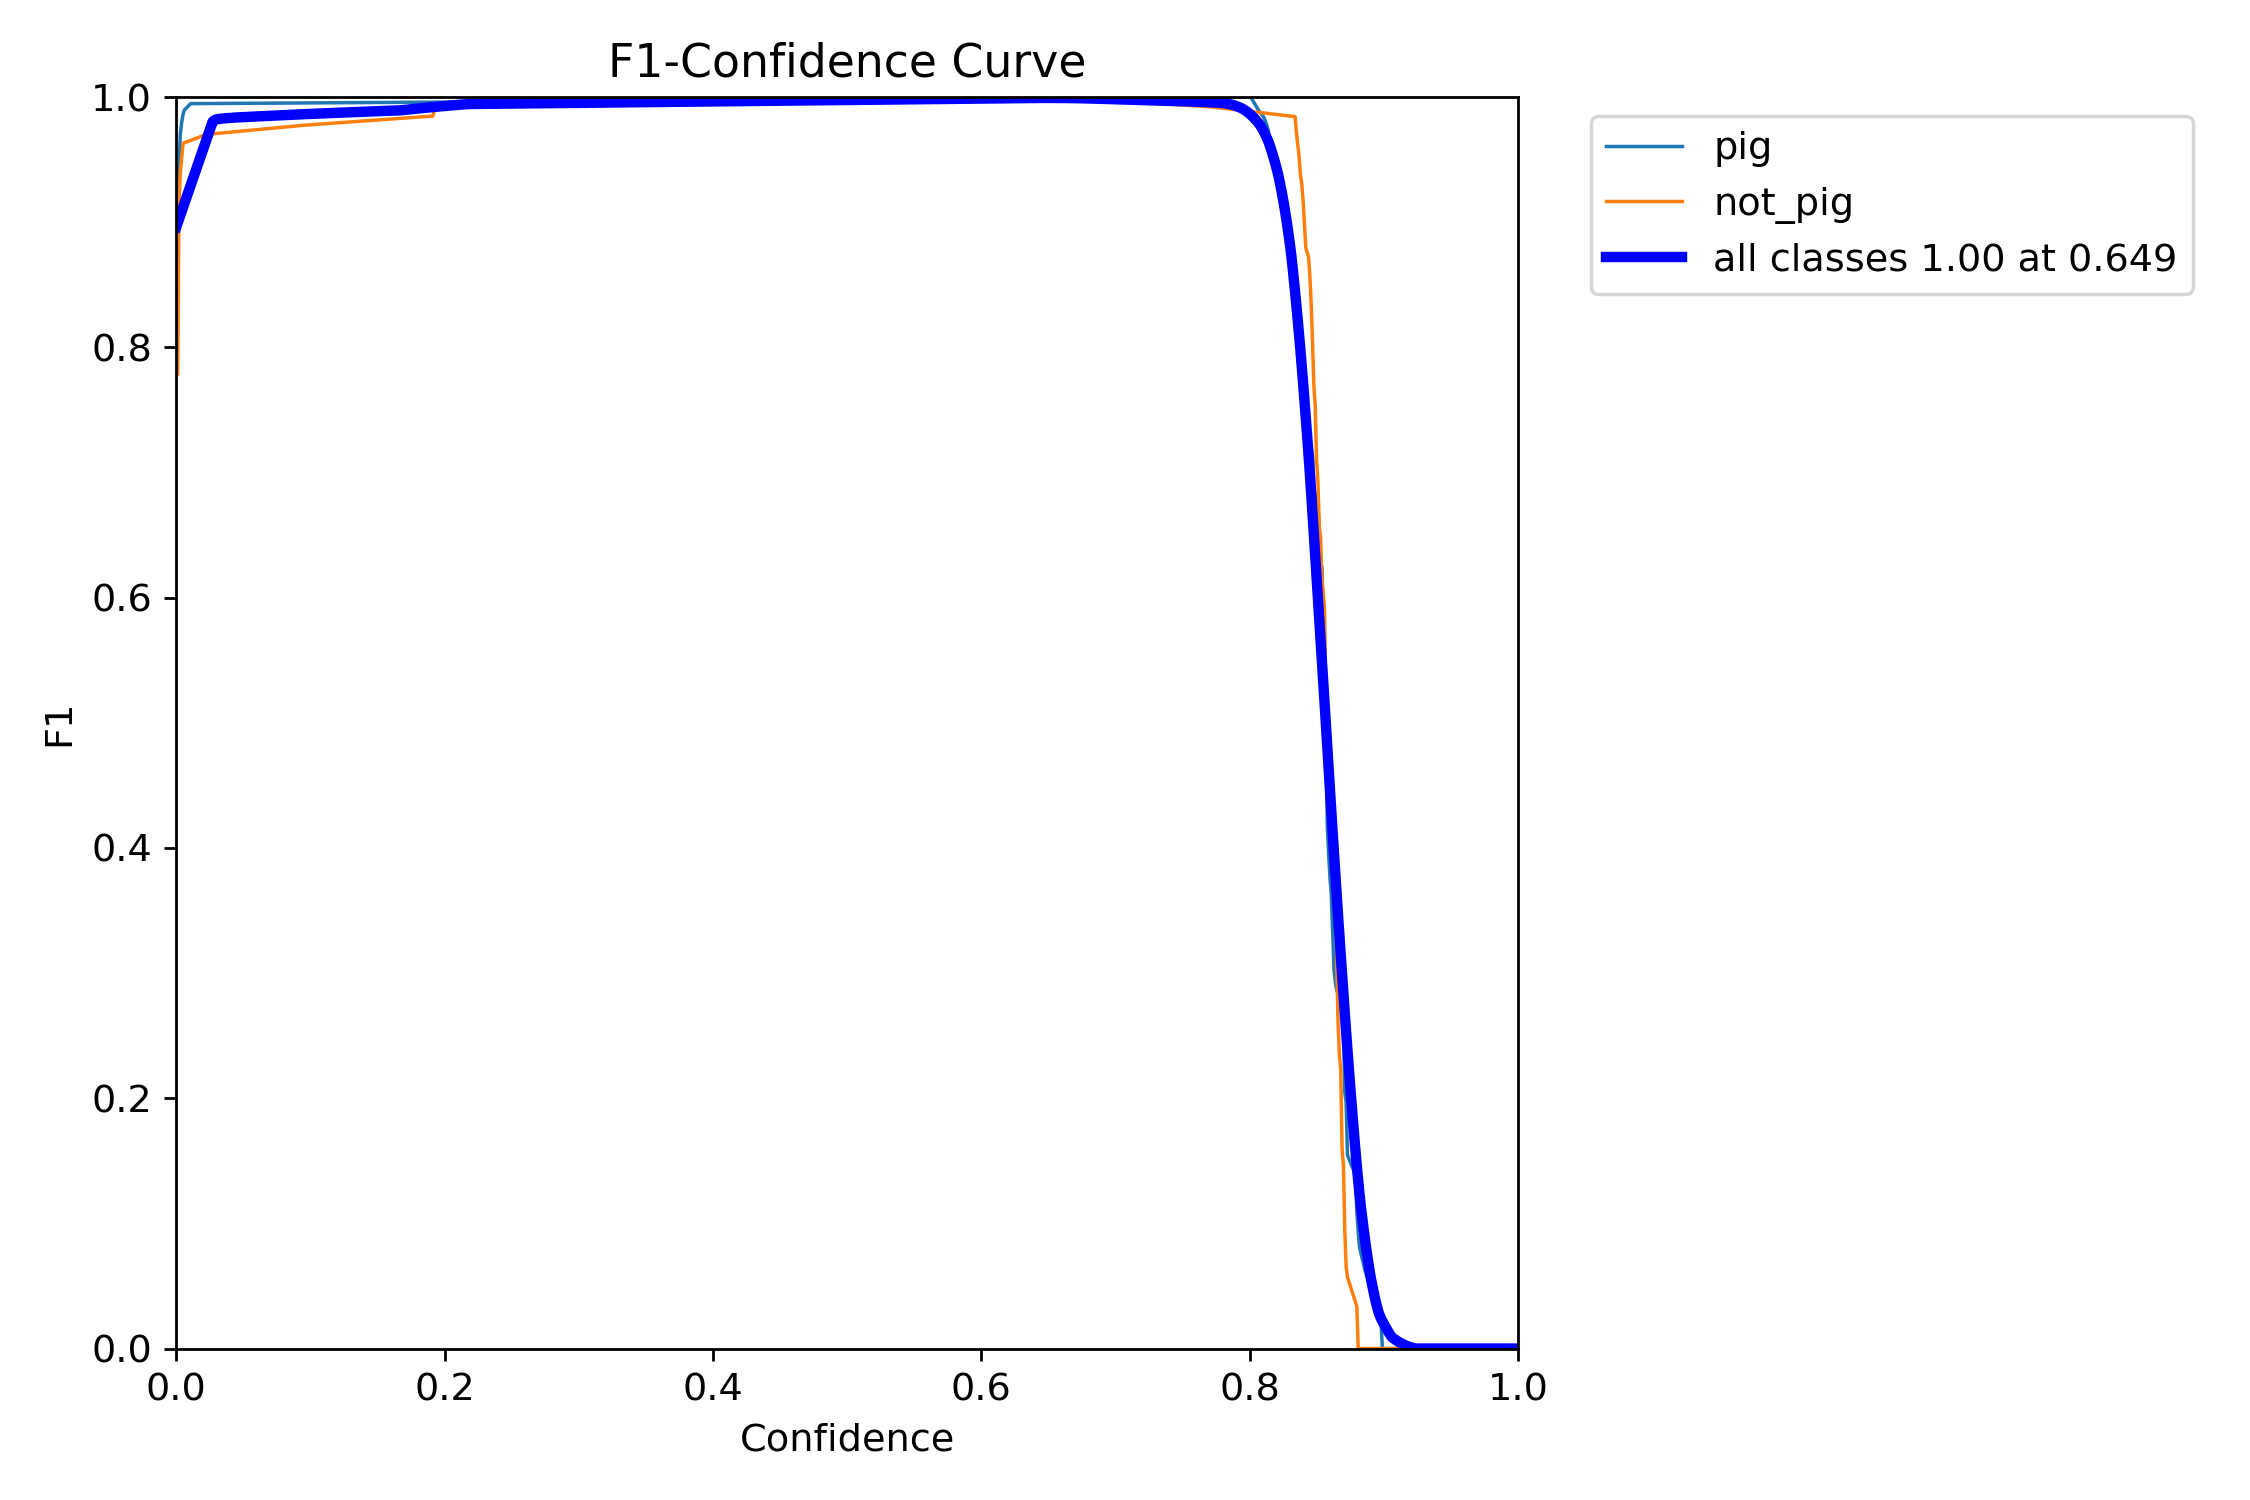 F1-Confidence Curve
1.0
0.8
0.6
0.4
0.2
0.0
F1
0.0 0.2 0.4 0.6 0.8 1.0
Confidence
pig
not_pig
all classes 1.00 at 0.649